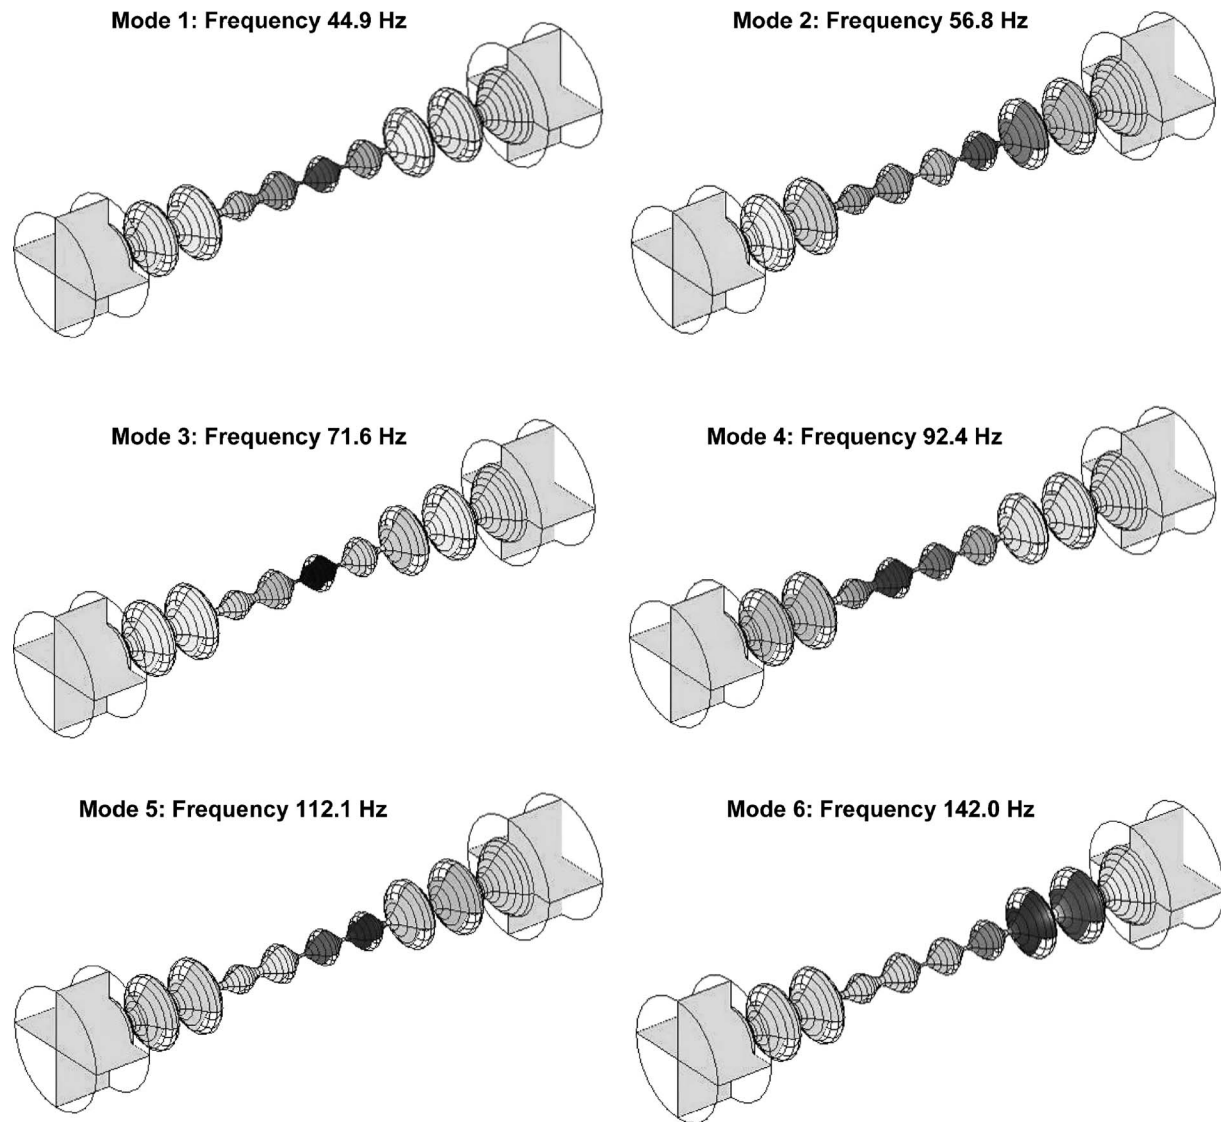 Mode 1: Frequency 44.9 Hz
Mode 2: Frequency 56.8 Hz
Mode 3: Frequency 71.6 Hz
Mode 4: Frequency 92.4 Hz
Mode 5: Frequency 112.1 Hz
Mode 6: Frequency 142.0 Hz